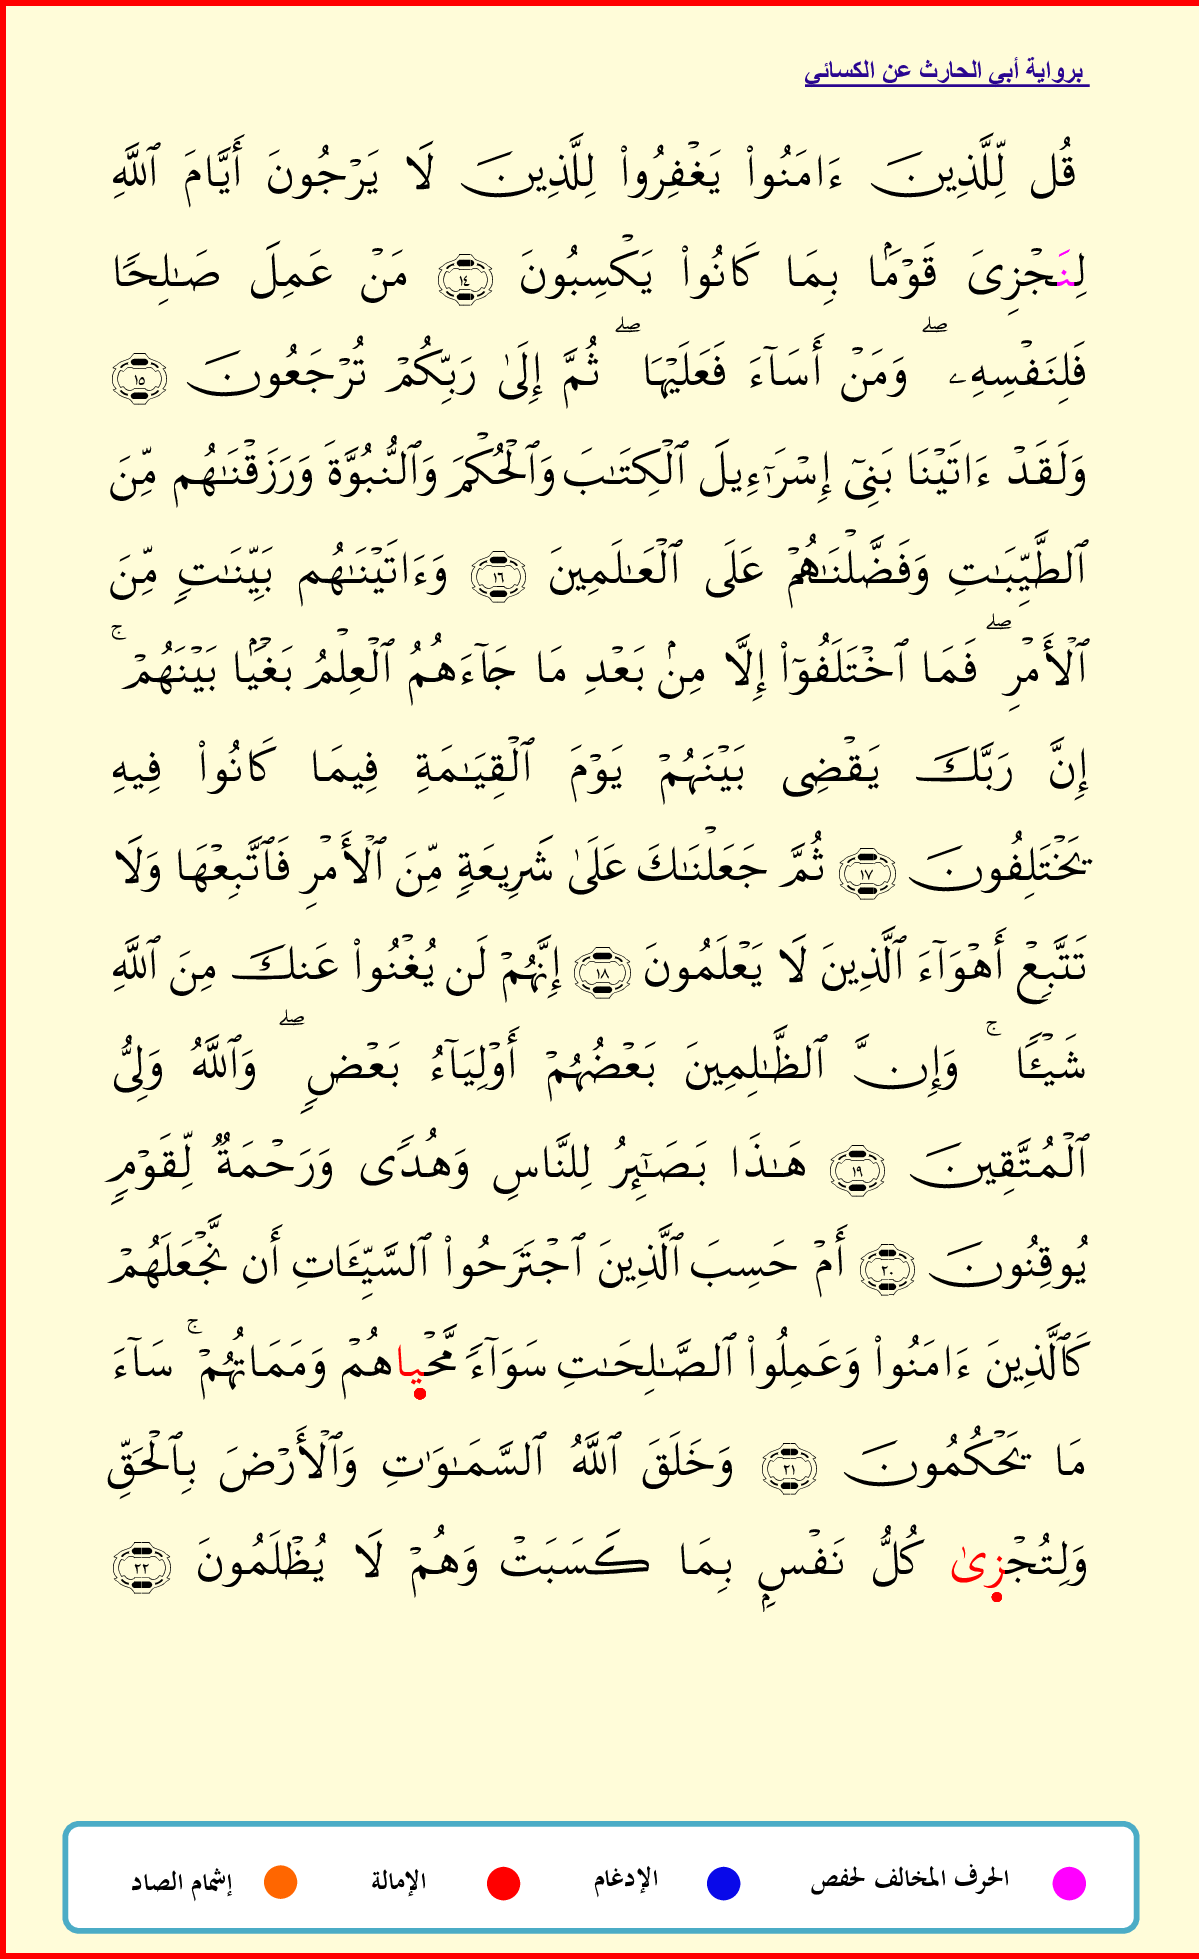 برواية أبي الحارث عن الكسائي
قُل لِّلَّذِينَ ءَامَنُوا۟ يَغْفِرُوا۟ لِلَّذِينَ لَا يَرْجُونَ أَيَّامَ ٱللَّهِ
لِنَجْزِىَ قَوْمًۢا بِمَا كَانُوا۟ يَكْسِبُونَ ١٤ مَنْ عَمِلَ صَـٰلِحًا
فَلِنَفْسِهِۦ ۖ وَمَنْ أَسَآءَ فَعَلَيْهَا ۖ ثُمَّ إِلَىٰ رَبِّكُمْ تُرْجَعُونَ ١٥
وَلَقَدْ ءَاتَيْنَا بَنِىٓ إِسْرَٰٓءِيلَ ٱلْكِتَـٰبَ وَٱلْحُكْمَ وَٱلنُّبُوَّةَ وَرَزَقْنَـٰهُم مِّنَ
ٱلطَّيِّبَـٰتِ وَفَضَّلْنَـٰهُمْ عَلَى ٱلْعَـٰلَمِينَ ١٦ وَءَاتَيْنَـٰهُم بَيِّنَـٰتٍ مِّنَ
ٱلْأَمْرِ ۖ فَمَا ٱخْتَلَفُوٓا۟ إِلَّا مِنۢ بَعْدِ مَا جَآءَهُمُ ٱلْعِلْمُ بَغْيًۢا بَيْنَهُمْ ۚ
إِنَّ رَبَّكَ يَقْضِى بَيْنَهُمْ يَوْمَ ٱلْقِيَـٰمَةِ فِيمَا كَانُوا۟ فِيهِ
يَخْتَلِفُونَ ١٧ ثُمَّ جَعَلْنَـٰكَ عَلَىٰ شَرِيعَةٍ مِّنَ ٱلْأَمْرِ فَٱتَّبِعْهَا وَلَا
تَتَّبِعْ أَهْوَآءَ ٱلَّذِينَ لَا يَعْلَمُونَ ١٨ إِنَّهُمْ لَن يُغْنُوا۟ عَنكَ مِنَ ٱللَّهِ
شَيْـًٔا ۚ وَإِنَّ ٱلظَّـٰلِمِينَ بَعْضُهُمْ أَوْلِيَآءُ بَعْضٍ ۖ وَٱللَّهُ وَلِىُّ
ٱلْمُتَّقِينَ ١٩ هَـٰذَا بَصَـٰٓئِرُ لِلنَّاسِ وَهُدًى وَرَحْمَةٌ لِّقَوْمٍ
يُوقِنُونَ ٢٠ أَمْ حَسِبَ ٱلَّذِينَ ٱجْتَرَحُوا۟ ٱلسَّيِّـَٔاتِ أَن نَّجْعَلَهُمْ
كَٱلَّذِينَ ءَامَنُوا۟ وَعَمِلُوا۟ ٱلصَّـٰلِحَـٰتِ سَوَآءً مَّحْيَاهُمْ وَمَمَاتُهُمْ ۚ سَآءَ
مَا يَحْكُمُونَ ٢١ وَخَلَقَ ٱللَّهُ ٱلسَّمَـٰوَٰتِ وَٱلْأَرْضَ بِٱلْحَقِّ
وَلِتُجْزِىٰ كُلُّ نَفْسٍۭ بِمَا كَسَبَتْ وَهُمْ لَا يُظْلَمُونَ ٢٢
الحرف المخالف لحفص الإدغام الإمالة إشمام الصاد